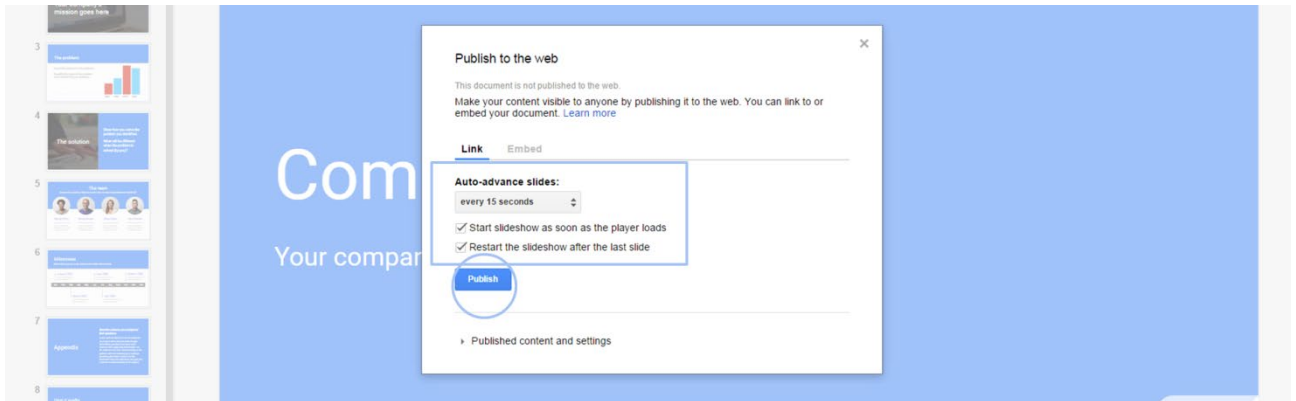 mission goes here
3
The problem
4
The solution
5
The team
6
Milestones
7
Appendix
8
Com
Your compan
Publish to the web
This document is not published to the web.
Make your content visible to anyone by publishing it to the web. You can link to or
embed your document. Learn more
Link Embed
Auto-advance slides:
every 15 seconds
Start slideshow as soon as the player loads
Restart the slideshow after the last slide
Publish
Published content and settings